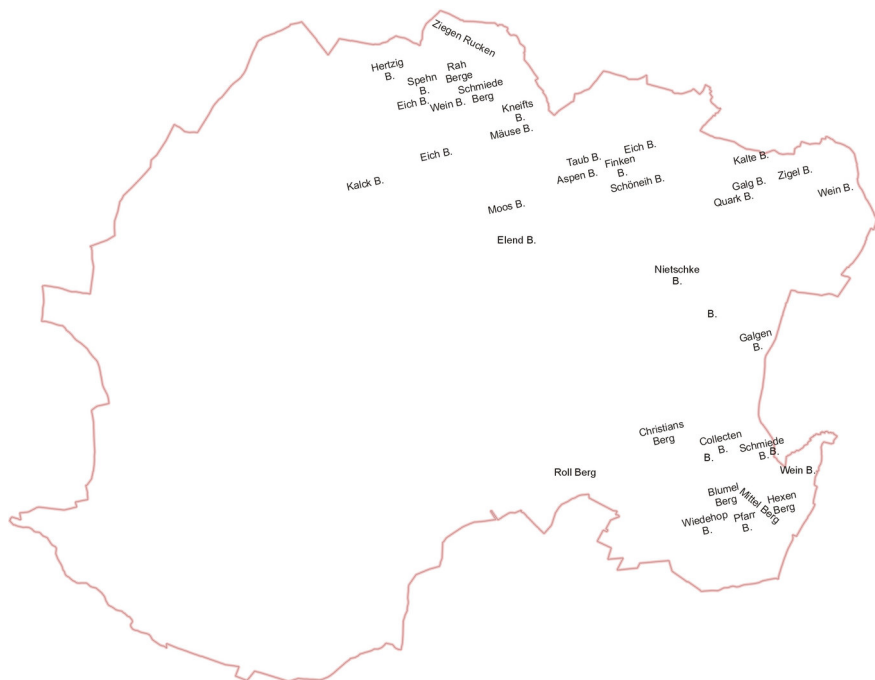 Ziegen Rucken
Hertzig
B.
Rah
Berge
Spehn
B.
Schmiede
Berg
Eich B.
Wein B.
Kneifts
B.
Mäuse B.
Eich B.
Kalck B.
Taub B.
Eich B.
Finken
B.
Aspen B.
Schöneih B.
Kalte B.
Zigel B.
Galg B.
Quark B.
Wein B.
Moos B.
Elend B.
Nietschke
B.
B.
Galgen
B.
Christians
Berg
Collecten
B.
B.
Schmiede
B.
B.
Wein B.
Roll Berg
Blumel
Berg
Mittel Berg
Hexen
Berg
Wiedehop
B.
Pfarr
B.